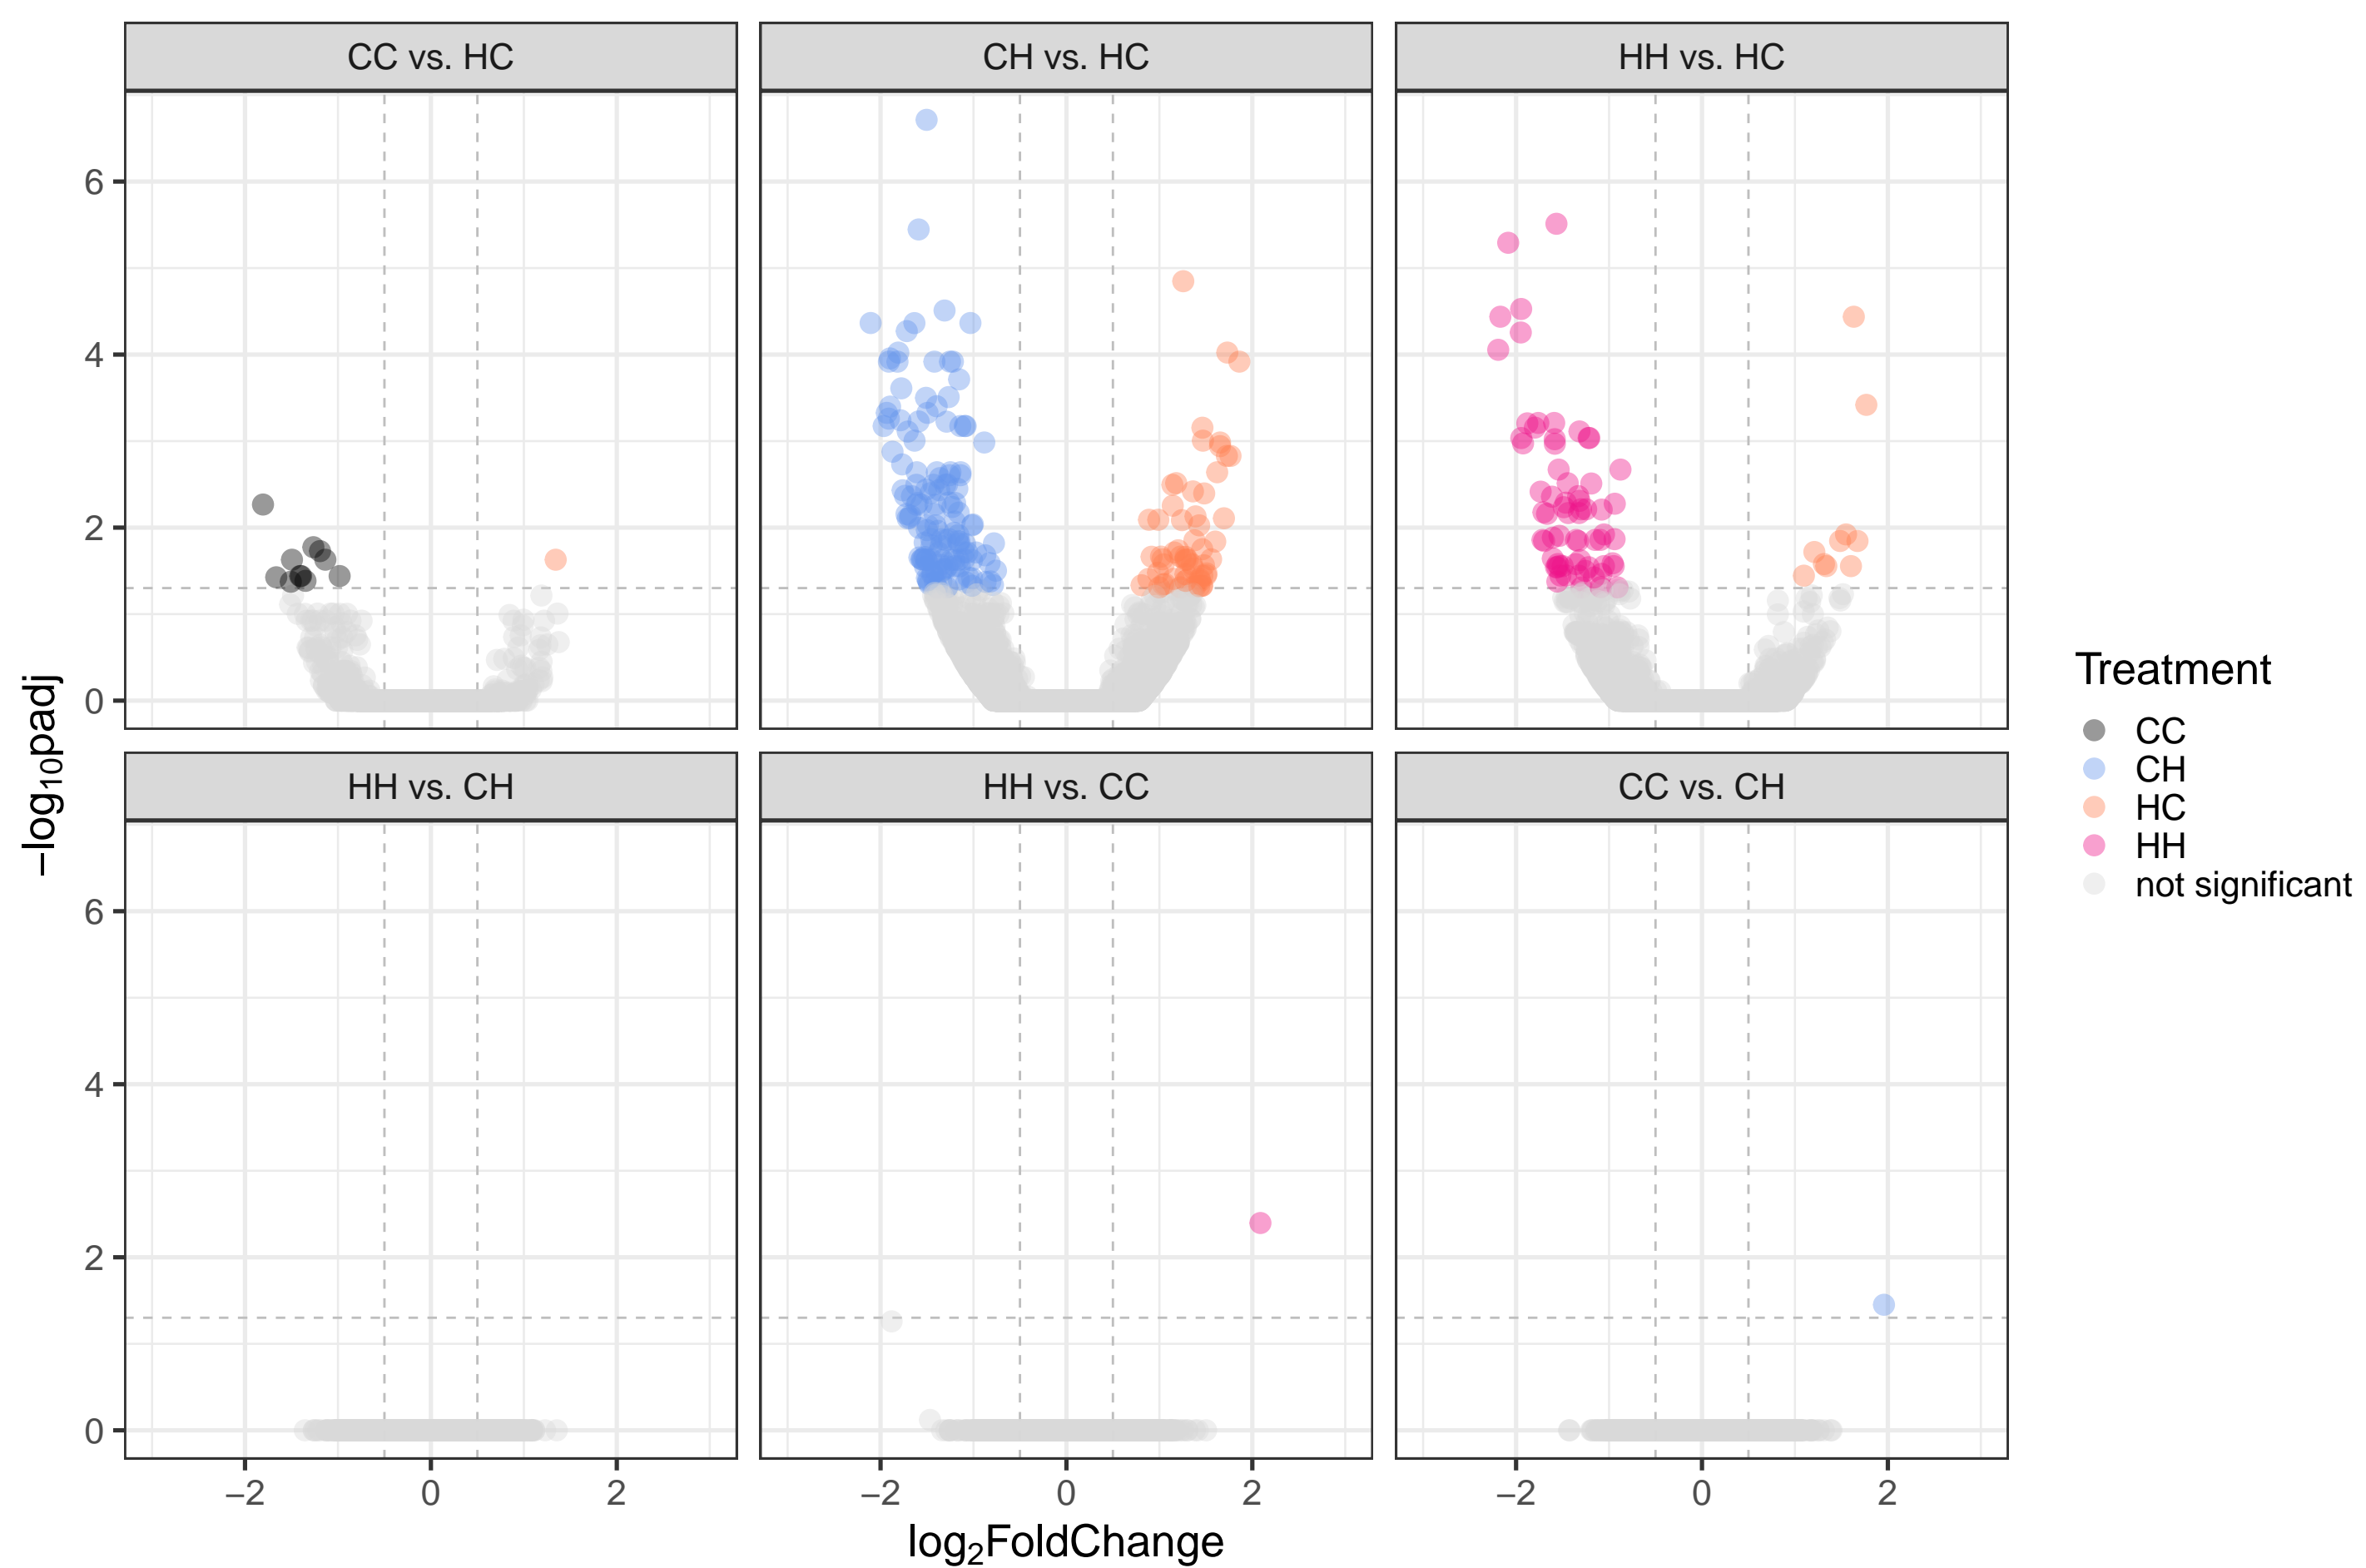 CC vs. HC
CH vs. HC
HH vs. HC
6
4
2
0
HH vs. CH
HH vs. CC
CC vs. CH
6
4
2
0
−2
0
2
−2
0
2
−2
0
2
log₂FoldChange
−log₁₀padj
Treatment
CC
CH
HC
HH
not significant